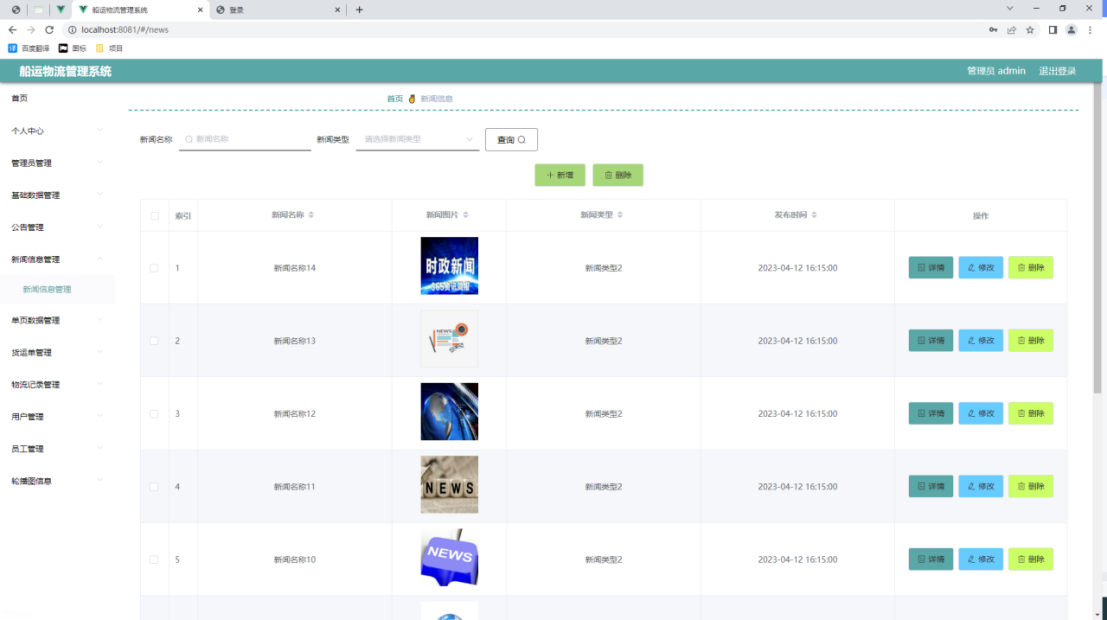 船运物流管理系统
登录
localhost:8081/#/news
百度翻译 图标 项目
船运物流管理系统 管理员 admin 退出登录
首页
个人中心
管理员管理
基础数据管理
公告管理
新闻信息管理
新闻信息管理
单页数据管理
货运单管理
物流记录管理
用户管理
员工管理
轮播图信息
首页 新闻信息
新闻名称 新闻名称 新闻类型 请选择新闻类型 查询
新增 删除
索引 新闻名称 新闻图片 新闻类型 发布时间 操作
1 新闻名称14 时政新闻 新闻类型2 2023-04-12 16:15:00 详情 修改 删除
2 新闻名称13 NEWS 新闻类型2 2023-04-12 16:15:00 详情 修改 删除
3 新闻名称12 新闻类型2 2023-04-12 16:15:00 详情 修改 删除
4 新闻名称11 NEWS 新闻类型2 2023-04-12 16:15:00 详情 修改 删除
5 新闻名称10 NEWS 新闻类型2 2023-04-12 16:15:00 详情 修改 删除